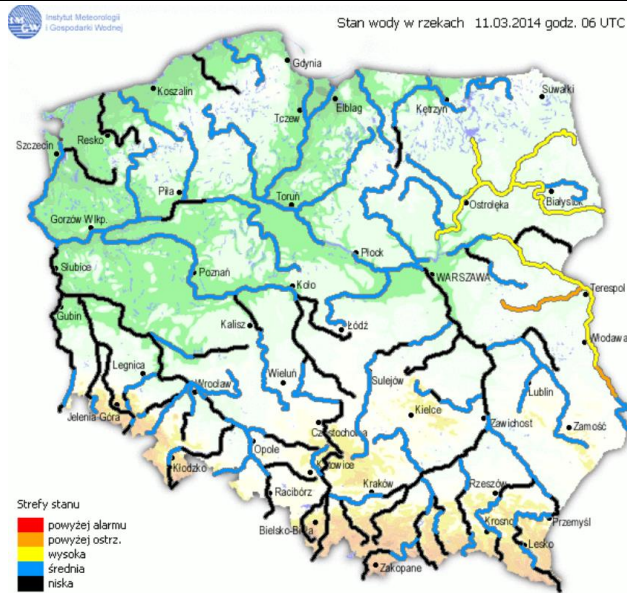 Instytut Meteorologii
i Gospodarki Wodnej
IMGW
Stan wody w rzekach 11.03.2014 godz. 06 UTC
Gdynia
Koszalin
Suwałki
Elbląg
Kętrzyn
Tczew
Resko
Szczecin
Piła
Toruń
Ostrołęka
Białystok
Gorzów Wlkp.
Płock
Słubice
Poznań
WARSZAWA
Koło
Terespol
Gubin
Kalisz
Łódź
Włodawa
Legnica
Wieluń
Sulejów
Wrocław
Lublin
Jelenia Góra
Kielce
Zawichost
Zamość
Częstochowa
Opole
Kłodzko
Katowice
Racibórz
Kraków
Rzeszów
Strefy stanu
Przemyśl
Krosno
powyżej alarmu
Bielsko-Biała
powyżej ostrz.
Lesko
wysoka
Zakopane
średnia
niska